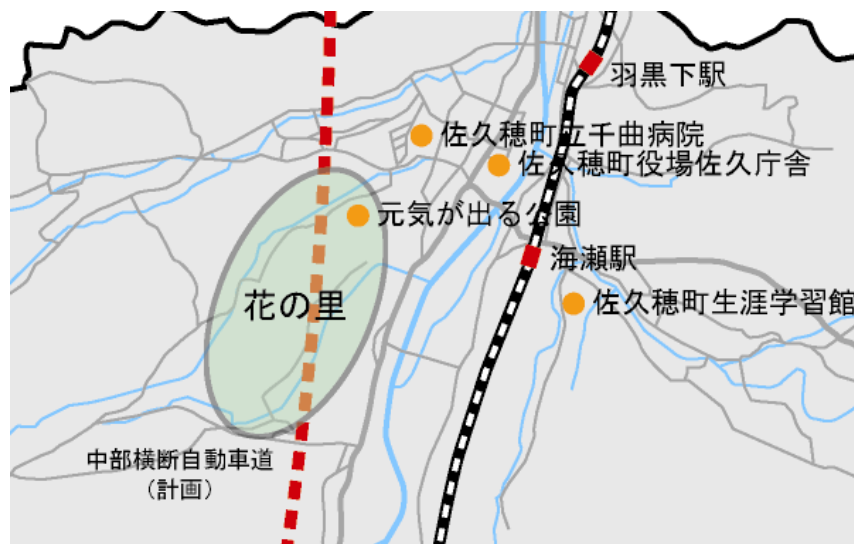 羽黒下駅
佐久穂町立千曲病院
佐久穂町役場佐久庁舎
元気が出る公園
海瀬駅
花の里
佐久穂町生涯学習館
中部横断自動車道
（計画）